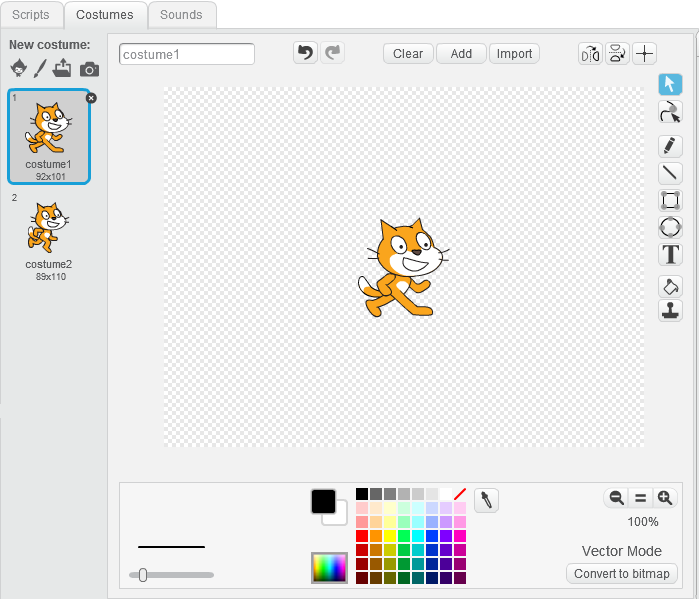 Scripts
Costumes
Sounds
New costume:
costume1
Clear
Add
Import
1
costume1
92x101
2
costume2
89x110
T
100%
Vector Mode
Convert to bitmap